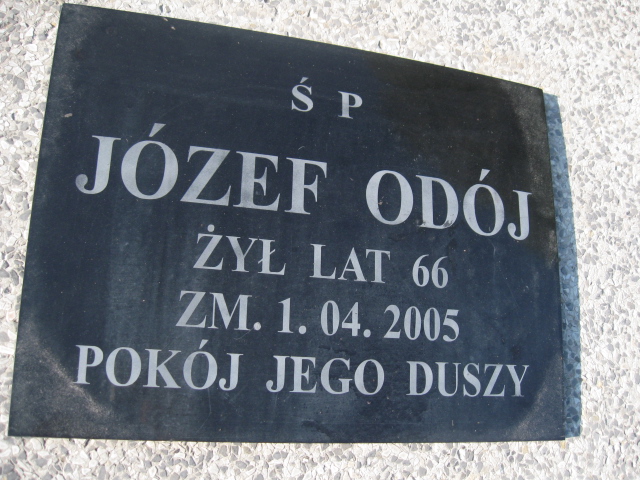 Ś P
JÓZEF ODÓJ
ŻYŁ LAT 66
ZM. 1. 04. 2005
POKÓJ JEGO DUSZY